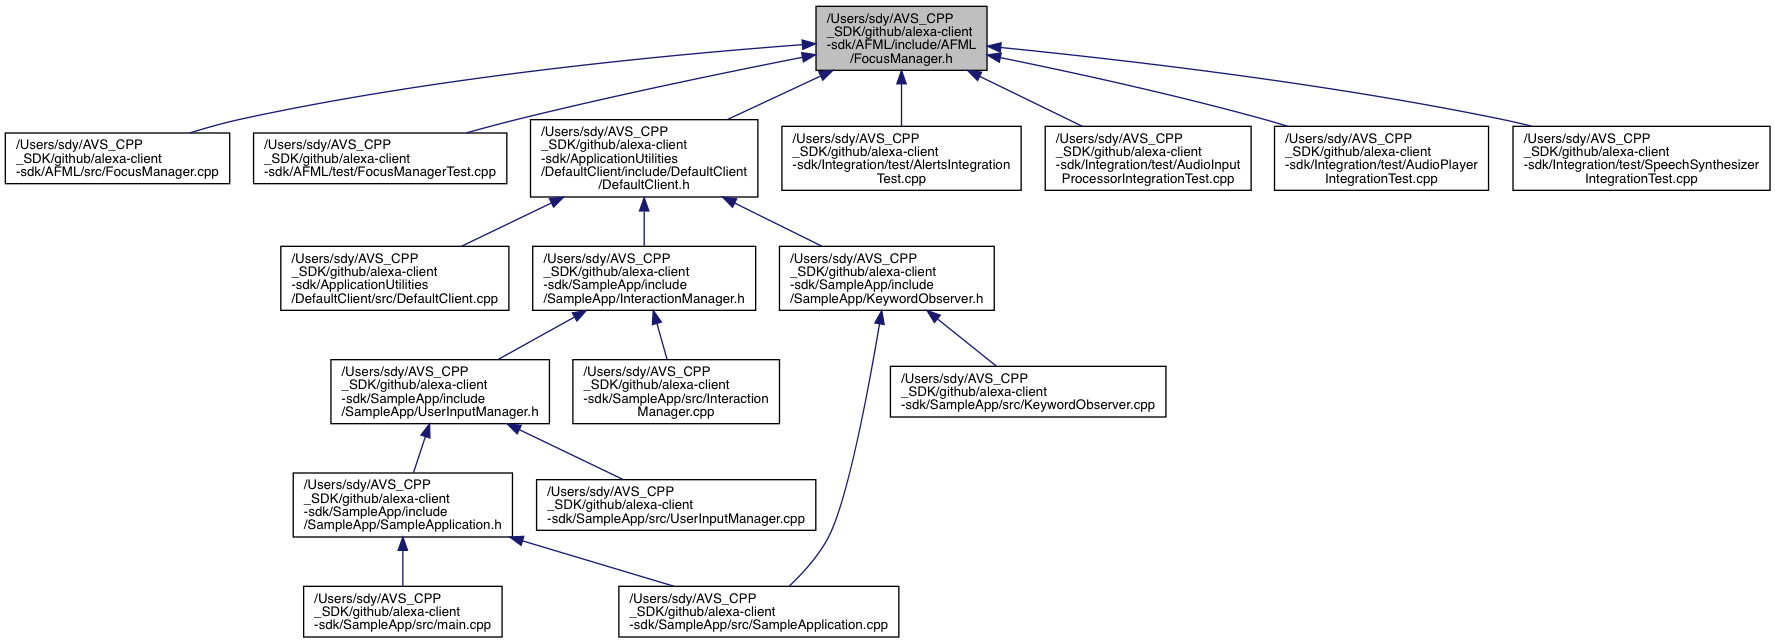 /Users/sdy/AVS_CPP
_SDK/github/alexa-client
-sdk/AFML/include/AFML
/FocusManager.h
/Users/sdy/AVS_CPP
_SDK/github/alexa-client
-sdk/AFML/src/FocusManager.cpp
/Users/sdy/AVS_CPP
_SDK/github/alexa-client
-sdk/AFML/test/FocusManagerTest.cpp
/Users/sdy/AVS_CPP
_SDK/github/alexa-client
-sdk/ApplicationUtilities
/DefaultClient/include/DefaultClient
/DefaultClient.h
/Users/sdy/AVS_CPP
_SDK/github/alexa-client
-sdk/Integration/test/AlertsIntegration
Test.cpp
/Users/sdy/AVS_CPP
_SDK/github/alexa-client
-sdk/Integration/test/AudioInput
ProcessorIntegrationTest.cpp
/Users/sdy/AVS_CPP
_SDK/github/alexa-client
-sdk/Integration/test/AudioPlayer
IntegrationTest.cpp
/Users/sdy/AVS_CPP
_SDK/github/alexa-client
-sdk/Integration/test/SpeechSynthesizer
IntegrationTest.cpp
/Users/sdy/AVS_CPP
_SDK/github/alexa-client
-sdk/ApplicationUtilities
/DefaultClient/src/DefaultClient.cpp
/Users/sdy/AVS_CPP
_SDK/github/alexa-client
-sdk/SampleApp/include
/SampleApp/InteractionManager.h
/Users/sdy/AVS_CPP
_SDK/github/alexa-client
-sdk/SampleApp/include
/SampleApp/KeywordObserver.h
/Users/sdy/AVS_CPP
_SDK/github/alexa-client
-sdk/SampleApp/include
/SampleApp/UserInputManager.h
/Users/sdy/AVS_CPP
_SDK/github/alexa-client
-sdk/SampleApp/src/Interaction
Manager.cpp
/Users/sdy/AVS_CPP
_SDK/github/alexa-client
-sdk/SampleApp/src/KeywordObserver.cpp
/Users/sdy/AVS_CPP
_SDK/github/alexa-client
-sdk/SampleApp/include
/SampleApp/SampleApplication.h
/Users/sdy/AVS_CPP
_SDK/github/alexa-client
-sdk/SampleApp/src/UserInputManager.cpp
/Users/sdy/AVS_CPP
_SDK/github/alexa-client
-sdk/SampleApp/src/main.cpp
/Users/sdy/AVS_CPP
_SDK/github/alexa-client
-sdk/SampleApp/src/SampleApplication.cpp